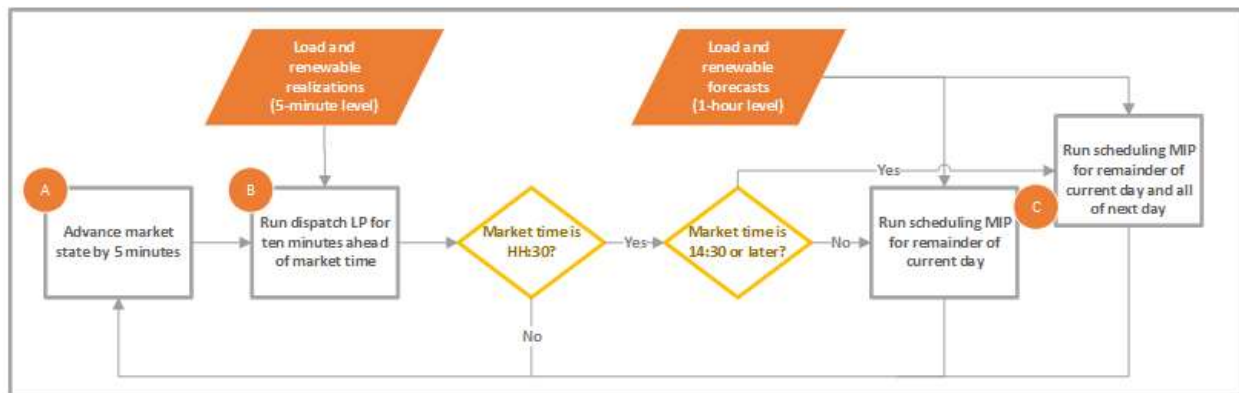 Load and
renewable
realizations
(5-minute level)
Load and
renewable
forecasts
(1-hour level)
A
Advance market
state by 5 minutes
B
Run dispatch LP for
ten minutes ahead
of market time
Market time is
HH:30?
Yes
No
Market time is
14:30 or later?
Yes
No
Run scheduling MIP
for remainder of
current day
C
Run scheduling MIP
for remainder of
current day and all
of next day